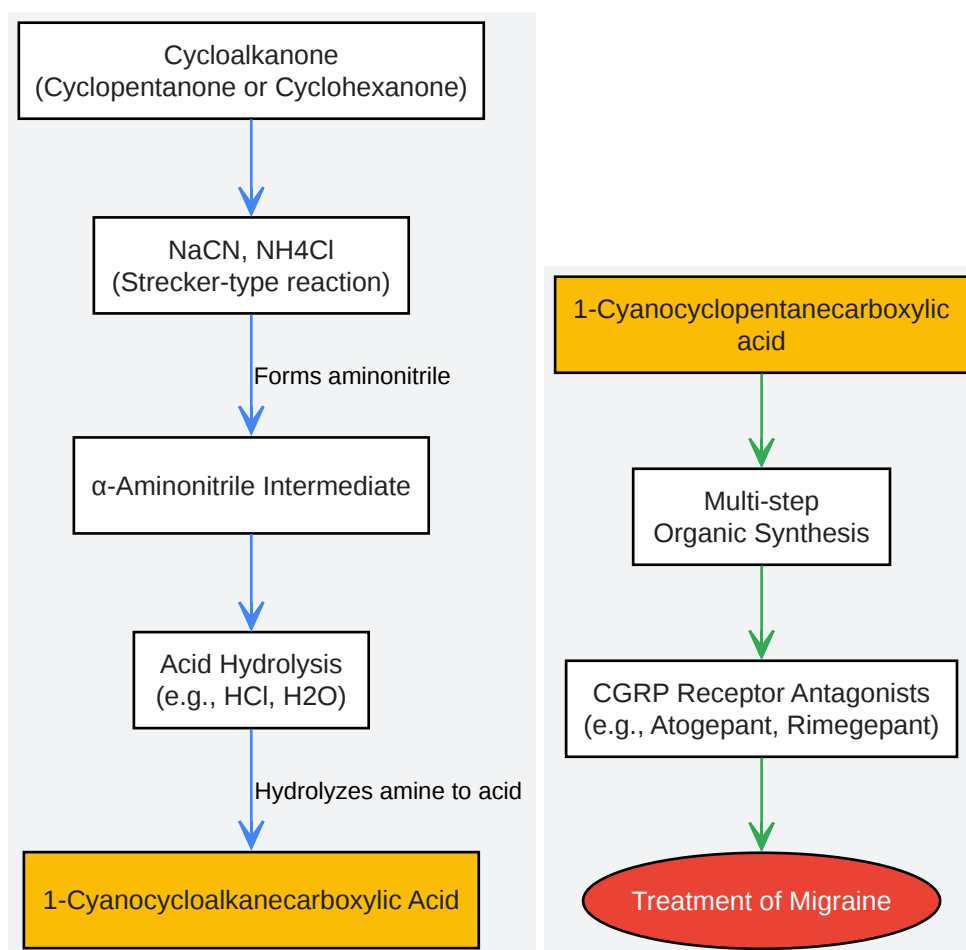 Cycloalkanone
(Cyclopentanone or Cyclohexanone)
NaCN, NH4Cl
(Strecker-type reaction)
Forms aminonitrile
α-Aminonitrile Intermediate
Acid Hydrolysis
(e.g., HCl, H2O)
Hydrolyzes amine to acid
1-Cyanocycloalkanecarboxylic Acid
1-Cyanocyclopentanecarboxylic
acid
Multi-step
Organic Synthesis
CGRP Receptor Antagonists
(e.g., Atogepant, Rimegepant)
Treatment of Migraine